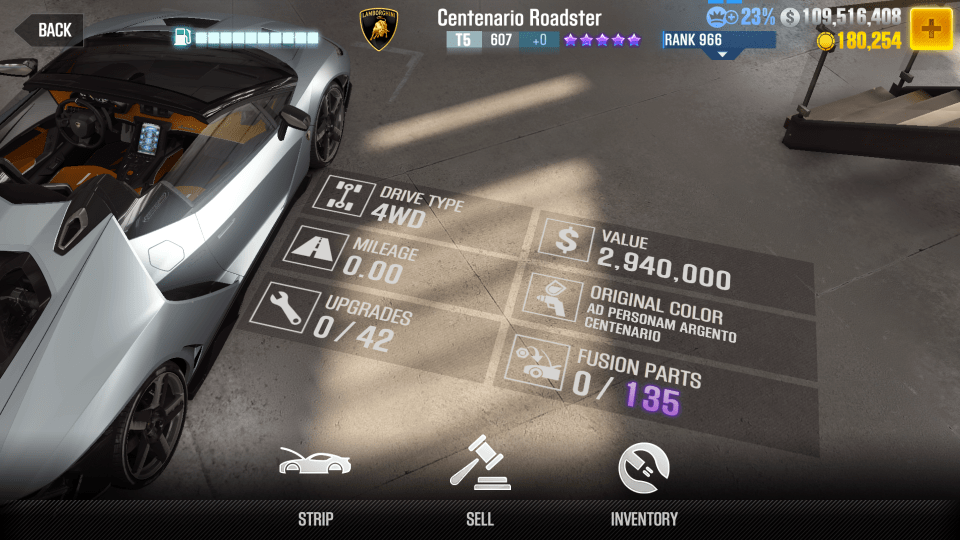 BACK
LAMBORGHINI
Centenario Roadster
T5 607 +0
23%
109,516,408
RANK 966
180,254
DRIVE TYPE
4WD
MILEAGE
0.00
UPGRADES
0/42
VALUE
2,940,000
ORIGINAL COLOR
AD PERSONAM ARGENTO
CENTENARIO
FUSION PARTS
0/135
STRIP
SELL
INVENTORY